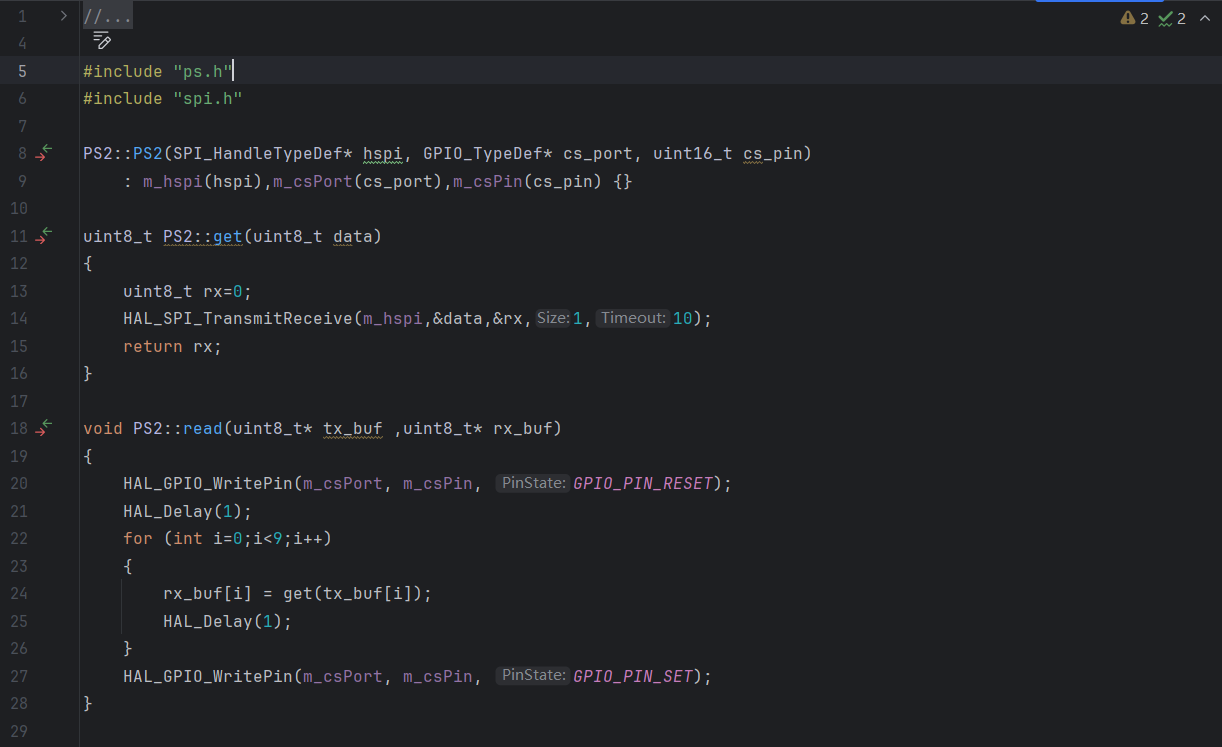 1 //... 2 2
4
5 #include "ps.h"
6 #include "spi.h"
7
8 PS2::PS2(SPI_HandleTypeDef* hspi, GPIO_TypeDef* cs_port, uint16_t cs_pin)
9     : m_hspi(hspi),m_csPort(cs_port),m_csPin(cs_pin) {}
10
11 uint8_t PS2::get(uint8_t data)
12 {
13     uint8_t rx=0;
14     HAL_SPI_TransmitReceive(m_hspi,&data,&rx, Size: 1, Timeout: 10);
15     return rx;
16 }
17
18 void PS2::read(uint8_t* tx_buf ,uint8_t* rx_buf)
19 {
20     HAL_GPIO_WritePin(m_csPort, m_csPin, PinState: GPIO_PIN_RESET);
21     HAL_Delay(1);
22     for (int i=0;i<9;i++)
23     {
24         rx_buf[i] = get(tx_buf[i]);
25         HAL_Delay(1);
26     }
27     HAL_GPIO_WritePin(m_csPort, m_csPin, PinState: GPIO_PIN_SET);
28 }
29